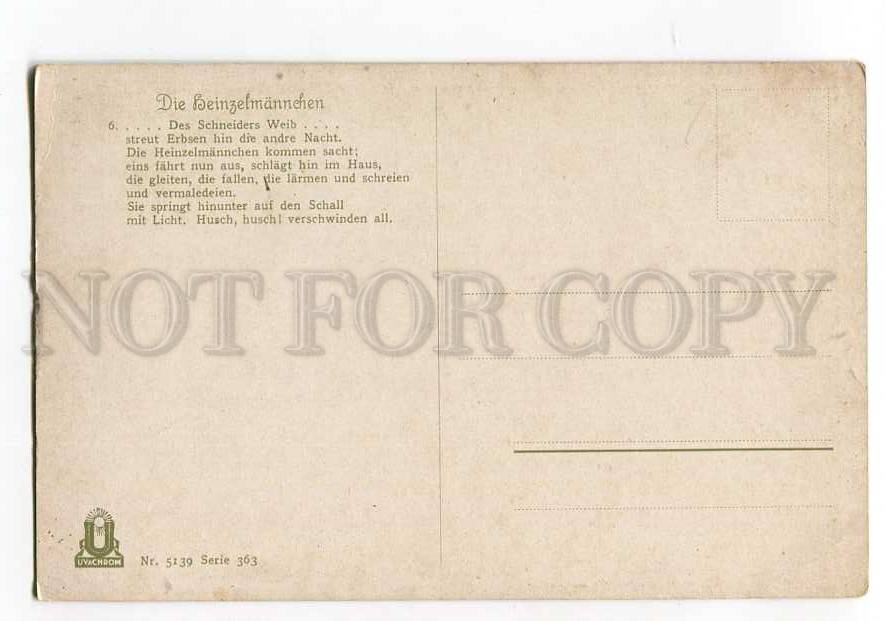 Die Heinzelmännchen
6. . . . . Des Schneiders Weib . . . .
streut Erbsen hin die andre Nacht.
Die Heinzelmännchen kommen sacht;
eins fährt nun aus, schlägt hin im Haus,
die gleiten, die fallen, die lärmen und schreien
und vermaledeien.
Sie springt hinunter auf den Schall
mit Licht. Husch, husch! verschwinden all.
NOT FOR COPY
U
UVACHROM
Nr. 5139 Serie 363